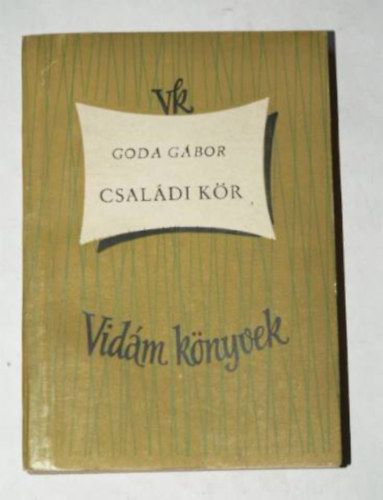 vk
GODA GÁBOR
CSALÁDI KÖR
Vidám könyvek